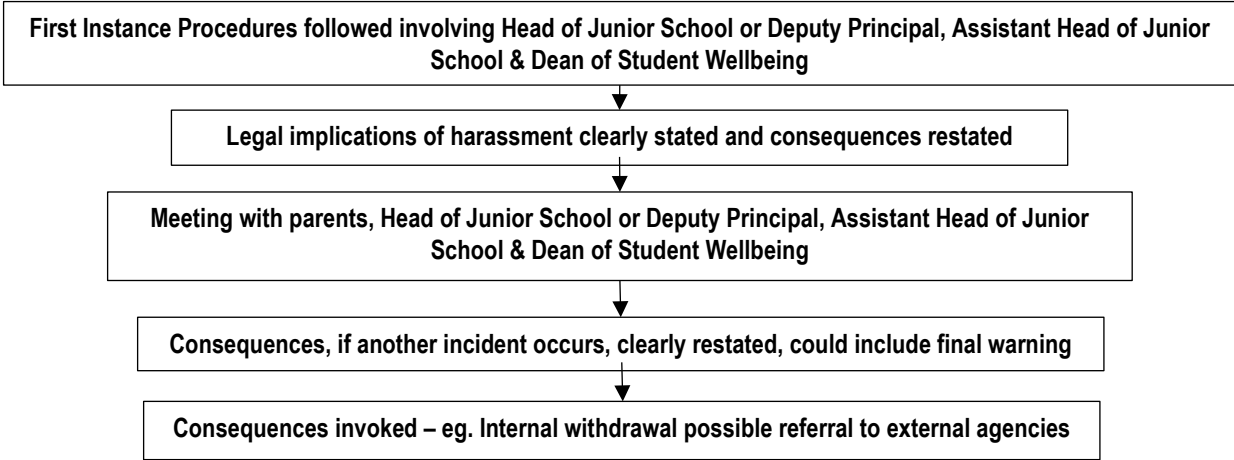 First Instance Procedures followed involving Head of Junior School or Deputy Principal, Assistant Head of Junior
School & Dean of Student Wellbeing
Legal implications of harassment clearly stated and consequences restated
Meeting with parents, Head of Junior School or Deputy Principal, Assistant Head of Junior
School & Dean of Student Wellbeing
Consequences, if another incident occurs, clearly restated, could include final warning
Consequences invoked – eg. Internal withdrawal possible referral to external agencies